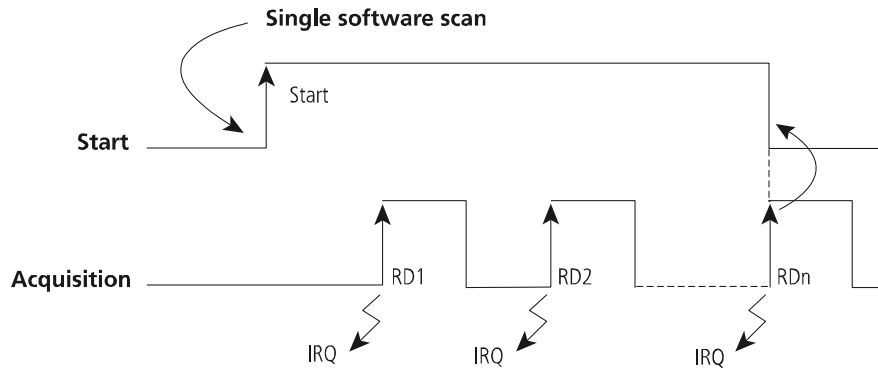 Single software scan
Start
Start
Acquisition
RD1
RD2
RDn
IRQ
IRQ
IRQ